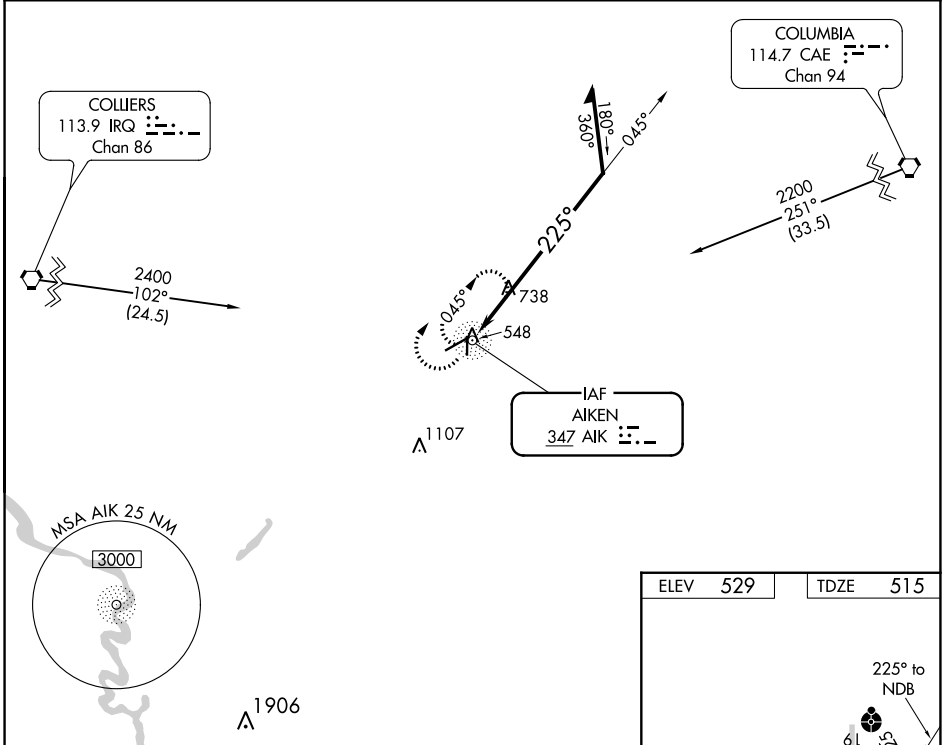 COLLIERS
113.9 IRQ
Chan 86
COLUMBIA
114.7 CAE
Chan 94
180°
360°
045°
225°
2200
251°
(33.5)
2400
102°
(24.5)
045°
738
548
IAF
AIKEN
347 AIK
1107
MSA AIK 25 NM
3000
1906
ELEV 529
TDZE 515
225° to
NDB